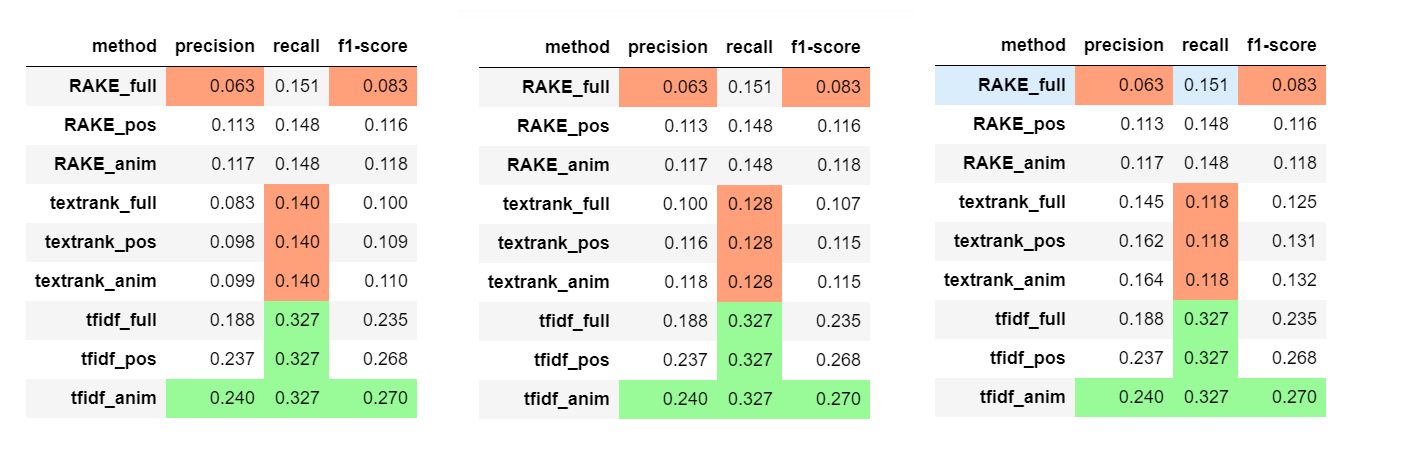 method precision recall f1-score
RAKE_full 0.063 0.151 0.083
RAKE_pos 0.113 0.148 0.116
RAKE_anim 0.117 0.148 0.118
textrank_full 0.083 0.140 0.100
textrank_pos 0.098 0.140 0.109
textrank_anim 0.099 0.140 0.110
tfidf_full 0.188 0.327 0.235
tfidf_pos 0.237 0.327 0.268
tfidf_anim 0.240 0.327 0.270
method precision recall f1-score
RAKE_full 0.063 0.151 0.083
RAKE_pos 0.113 0.148 0.116
RAKE_anim 0.117 0.148 0.118
textrank_full 0.100 0.128 0.107
textrank_pos 0.116 0.128 0.115
textrank_anim 0.118 0.128 0.115
tfidf_full 0.188 0.327 0.235
tfidf_pos 0.237 0.327 0.268
tfidf_anim 0.240 0.327 0.270
method precision recall f1-score
RAKE_full 0.063 0.151 0.083
RAKE_pos 0.113 0.148 0.116
RAKE_anim 0.117 0.148 0.118
textrank_full 0.145 0.118 0.125
textrank_pos 0.162 0.118 0.131
textrank_anim 0.164 0.118 0.132
tfidf_full 0.188 0.327 0.235
tfidf_pos 0.237 0.327 0.268
tfidf_anim 0.240 0.327 0.270